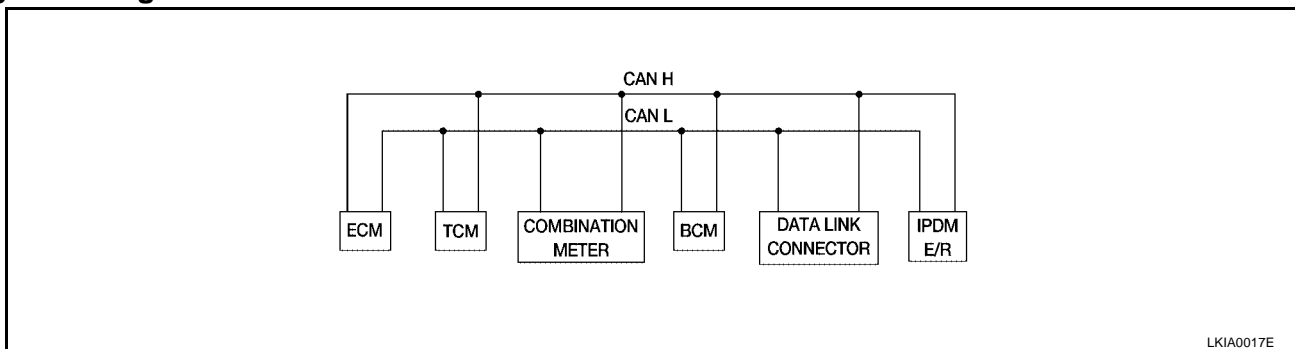 CAN H
CAN L
ECM
TCM
COMBINATION
METER
BCM
DATA LINK
CONNECTOR
IPDM
E/R
LKIA0017E